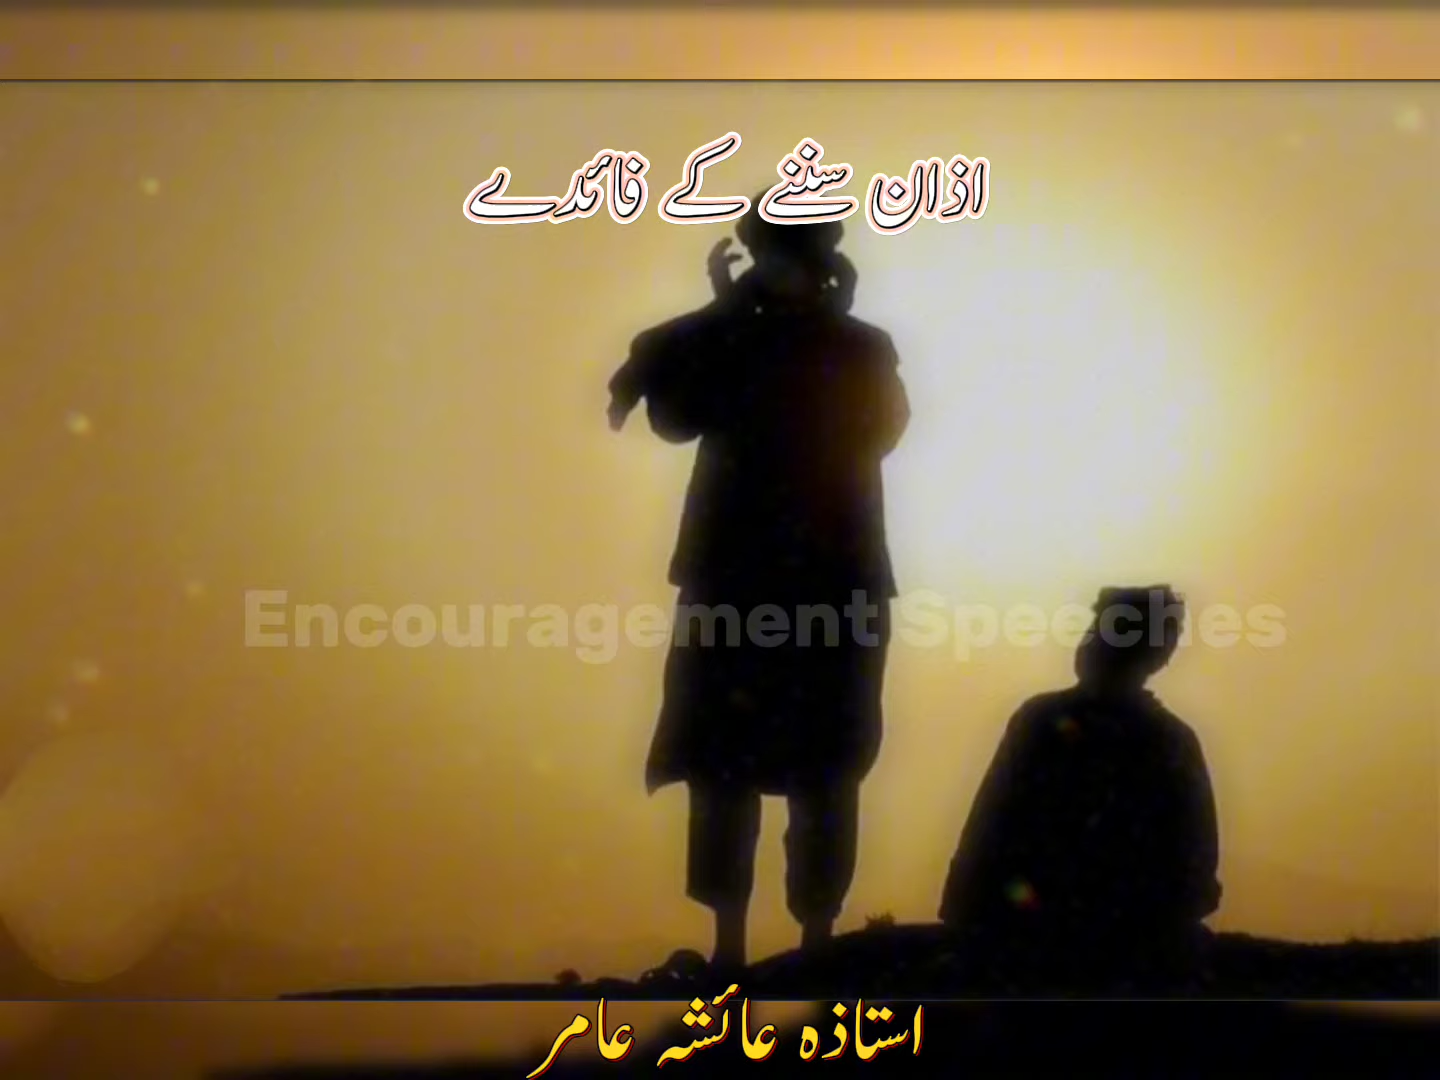 اذان سننے کے فائدے
Encouragement Speeches
استاذہ عائشہ عامر